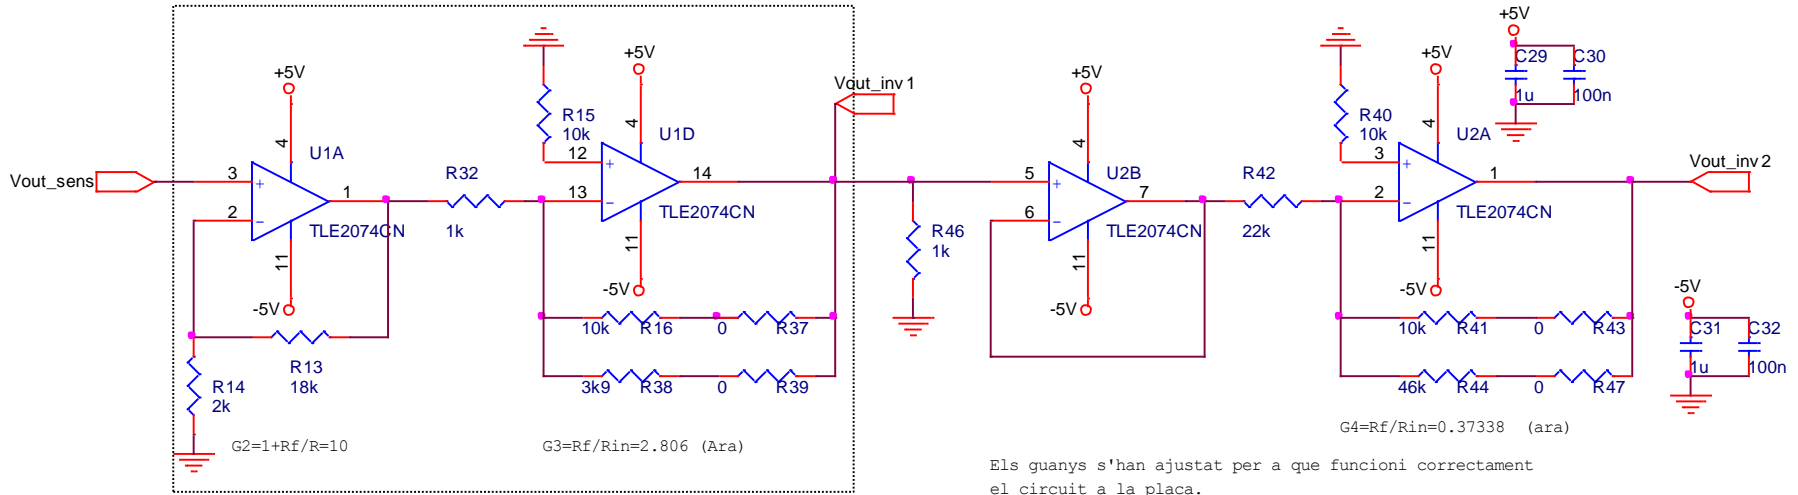 +5V
C29
C30
1u
100n
+5V
+5V
+5V
+5V
Vout_inv1
R15
10k
4
U1D
12
13
14
TLE2074CN
11
-5V
Vout_sens
U1A
4
3
2
1
TLE2074CN
11
-5V
R32
1k
R13
18k
R14
2k
10k R16
0 R37
3k9 R38
0 R39
R46
1k
4
U2B
5
6
7
TLE2074CN
11
-5V
R42
22k
R40
10k
4
U2A
3
2
1
TLE2074CN
11
-5V
Vout_inv2
10k R41
0 R43
46k R44
0 R47
-5V
C31
C32
1u
100n
G2=1+Rf/R=10
G3=Rf/Rin=2.806 (Ara)
G4=Rf/Rin=0.37338 (ara)
Els guanys s'han ajustat per a que funcioni correctament
el circuit a la placa.